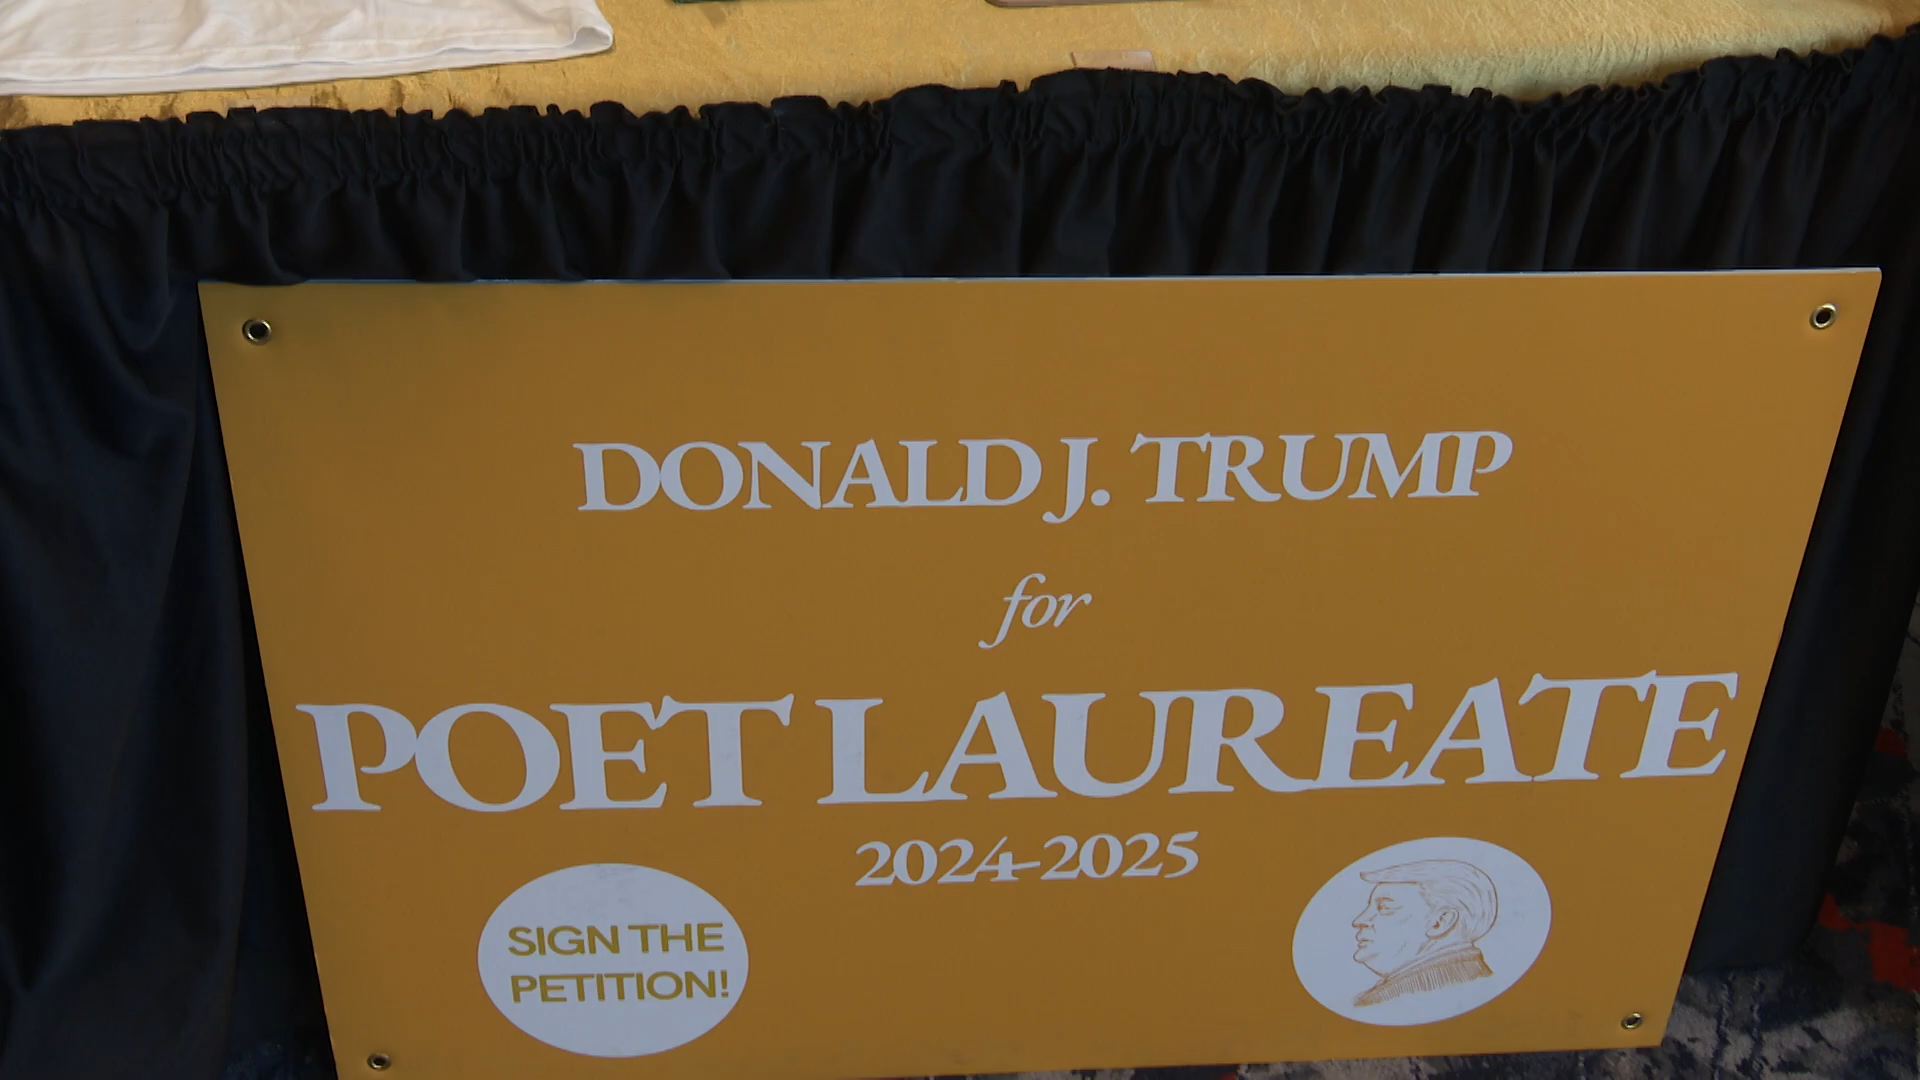 DONALD J. TRUMP
for
POET LAUREATE
2024-2025
SIGN THE
PETITION!